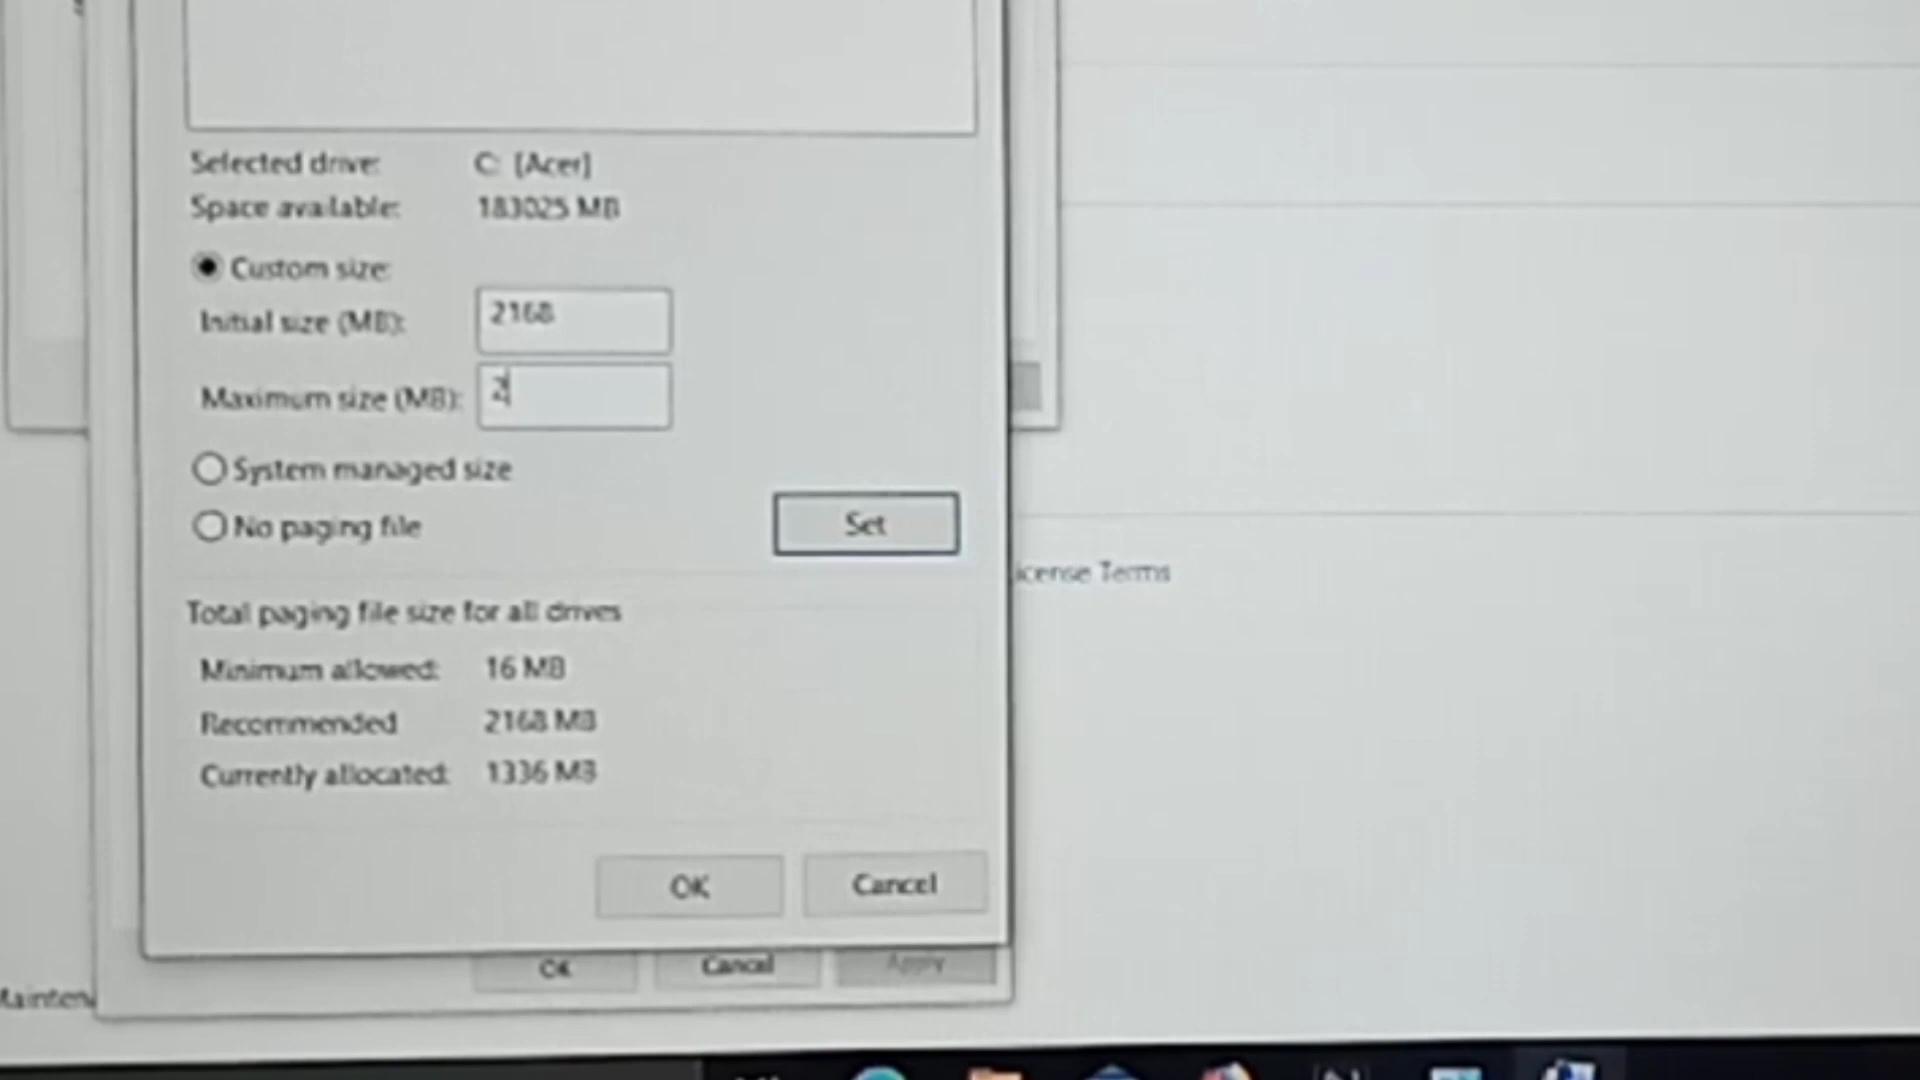 Selected drive: C: [Acer]
Space available: 183025 MB
Custom size:
Initial size (MB): 2168
Maximum size (MB): 2
System managed size
No paging file
Set
Total paging file size for all drives
Minimum allowed: 16 MB
Recommended 2168 MB
Currently allocated: 1336 MB
OK Cancel
OK Cancel Apply
icense Terms
Mainten